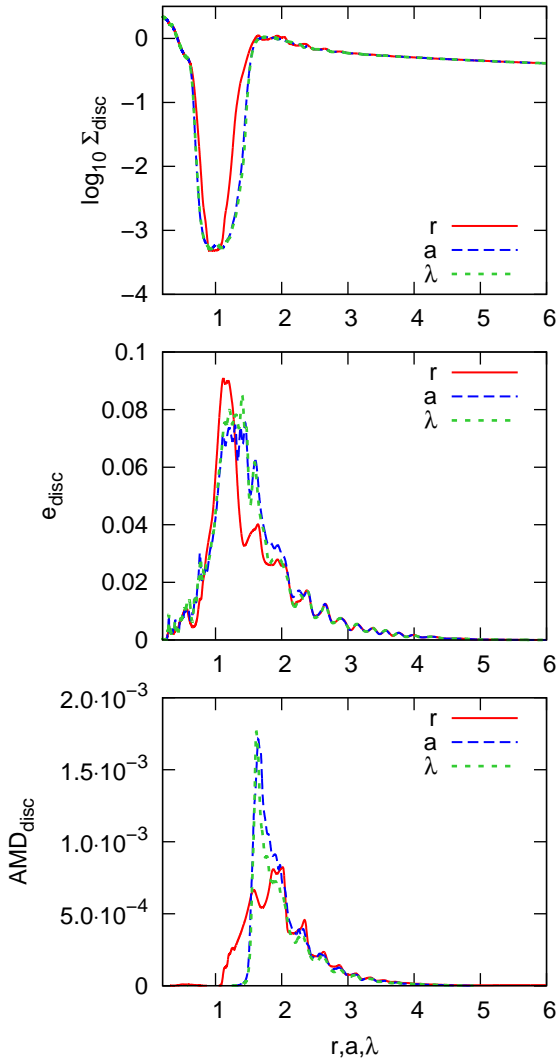 0
−1
−2
−3
−4
log₁₀ Σdisc
r
a
λ
1 2 3 4 5 6
0.1
0.08
0.06
0.04
0.02
0
e_disc
r
a
λ
1 2 3 4 5 6
2.0·10⁻³
1.5·10⁻³
1.0·10⁻³
5.0·10⁻⁴
0
AMD_disc
r
a
λ
1 2 3 4 5 6
r,a,λ